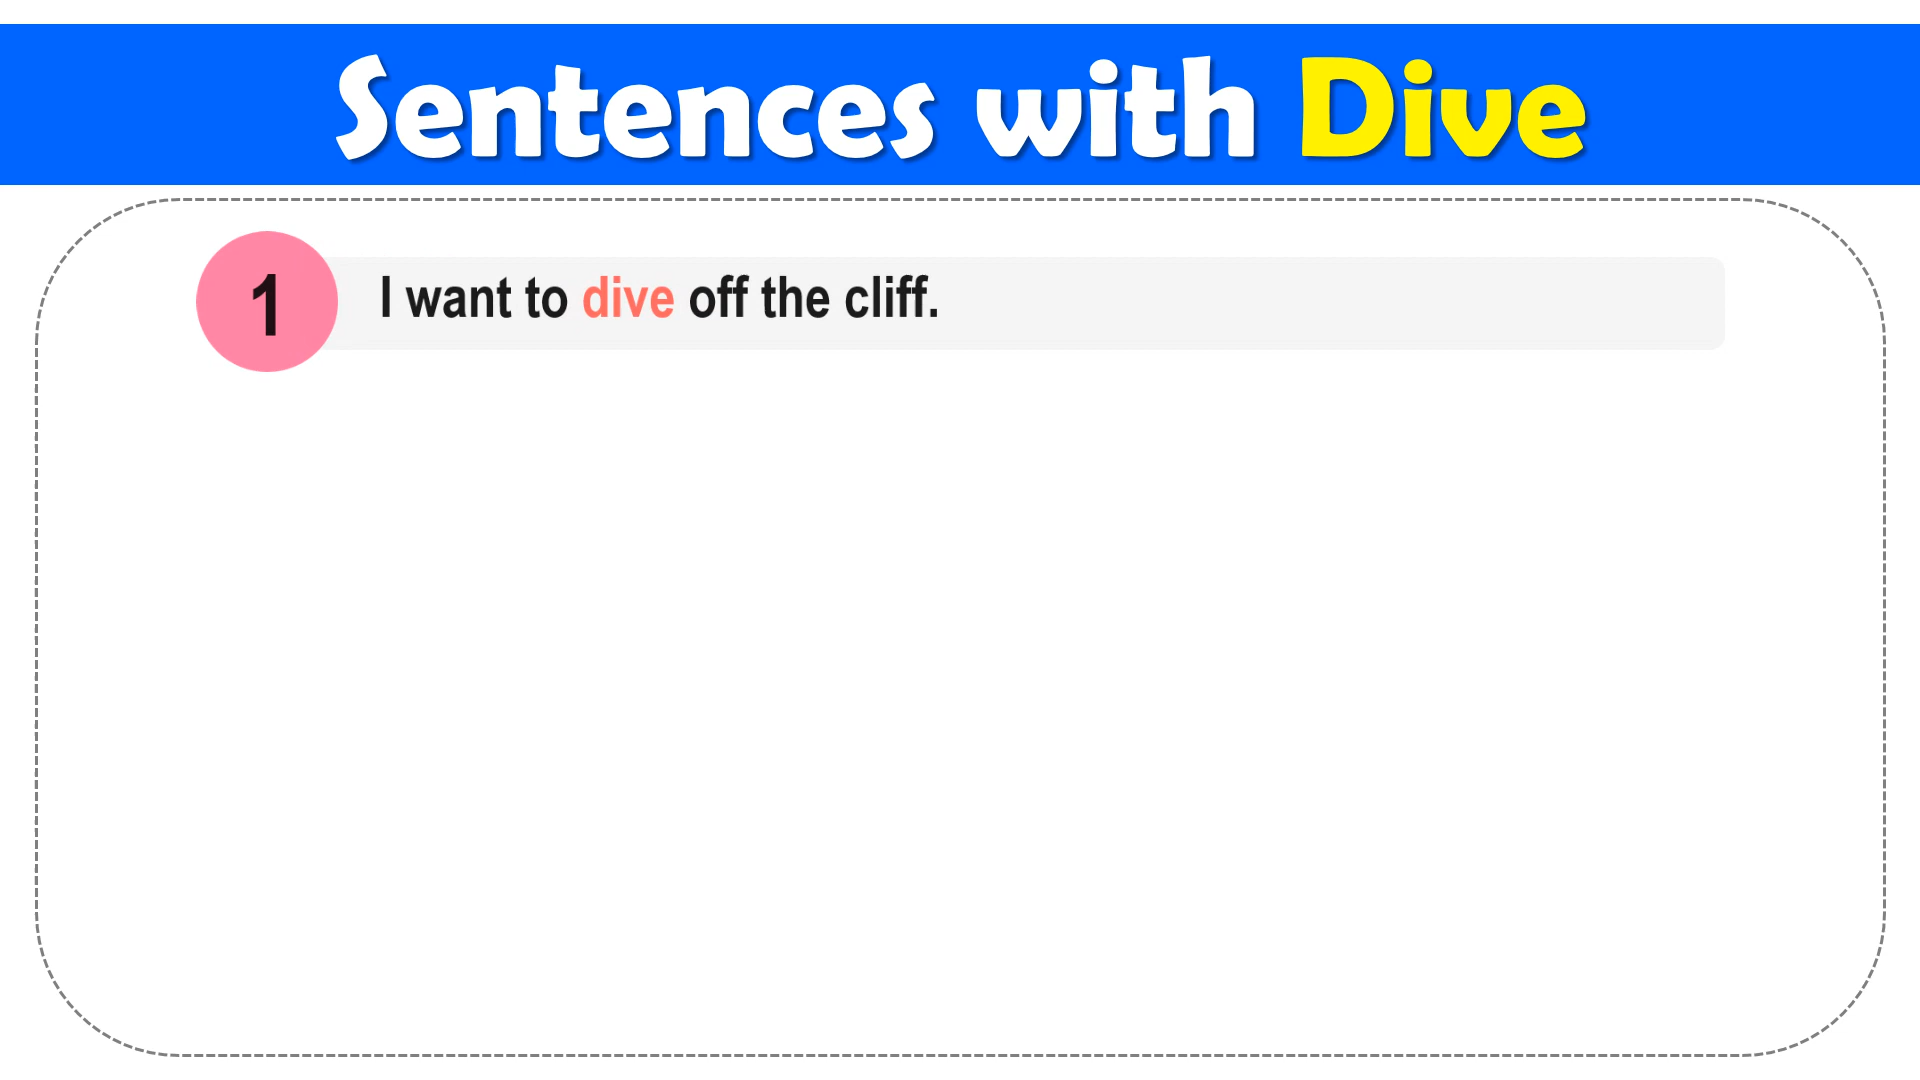 Sentences with Dive
1 I want to dive off the cliff.